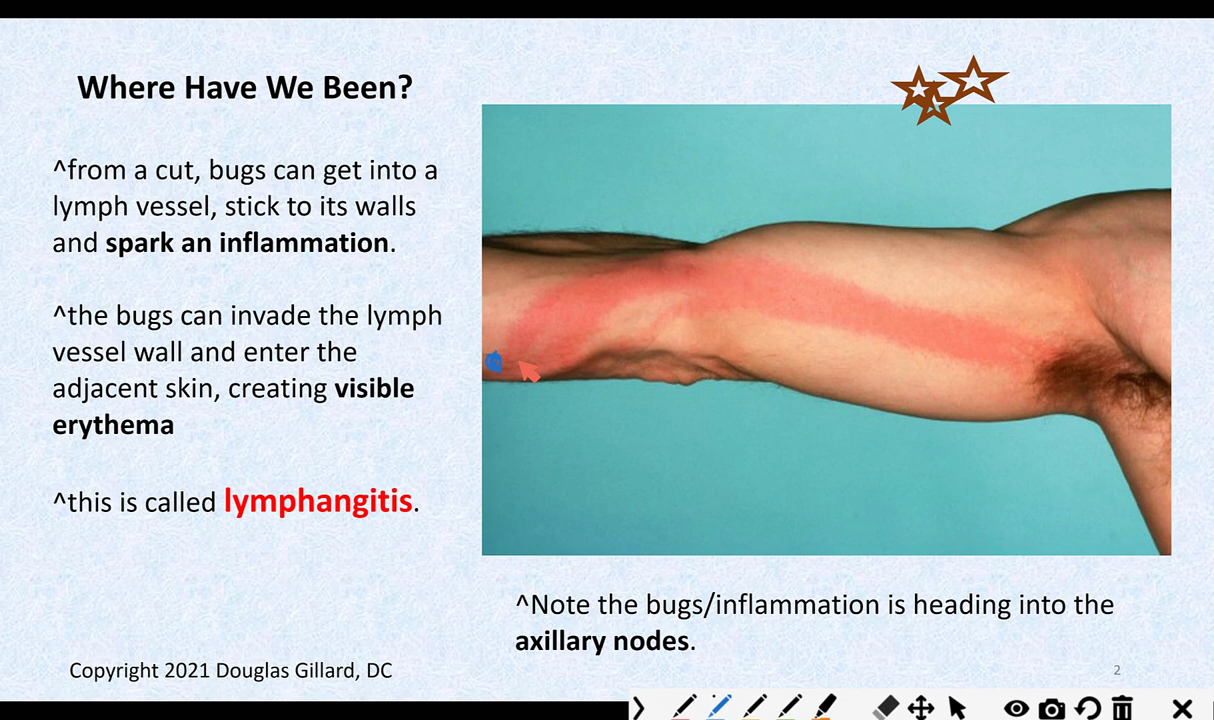 Where Have We Been?
^from a cut, bugs can get into a
lymph vessel, stick to its walls
and spark an inflammation.
^the bugs can invade the lymph
vessel wall and enter the
adjacent skin, creating visible
erythema
^this is called lymphangitis.
^Note the bugs/inflammation is heading into the
axillary nodes.
Copyright 2021 Douglas Gillard, DC
2